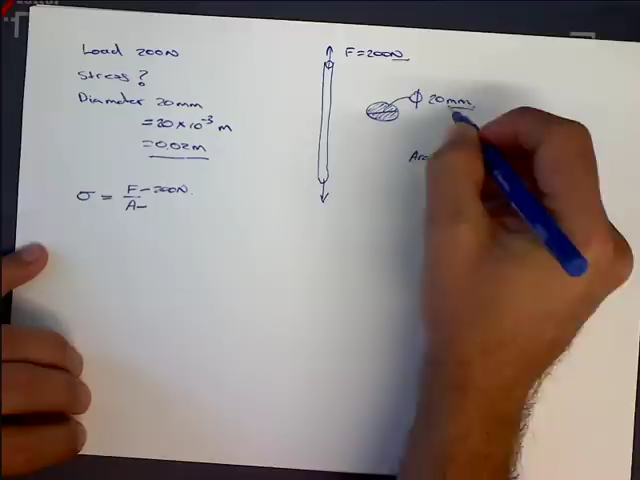 Load 200N
Stress?
Diameter 20mm
= 20 × 10⁻³ m
= 0.02m
σ = F/A 200N
F = 200N
ϕ 20mm